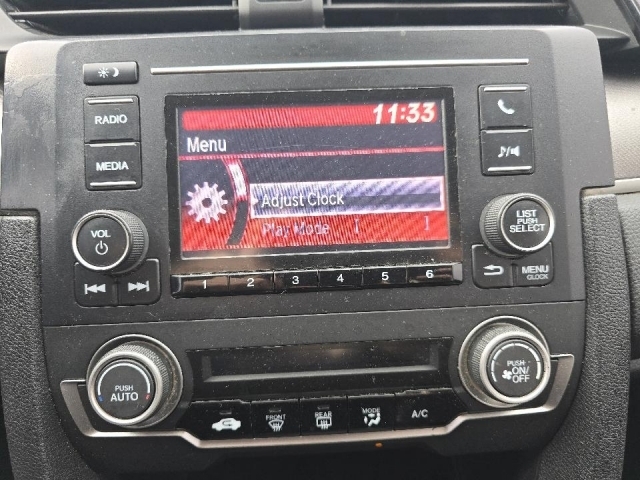 RADIO
11:33
Menu
MEDIA
Adjust Clock
Play Mode
VOL
LIST
PUSH
SELECT
MENU
CLOCK
1 2 3 4 5 6
PUSH
AUTO
PUSH
ON/
OFF
FRONT
REAR
MODE
A/C